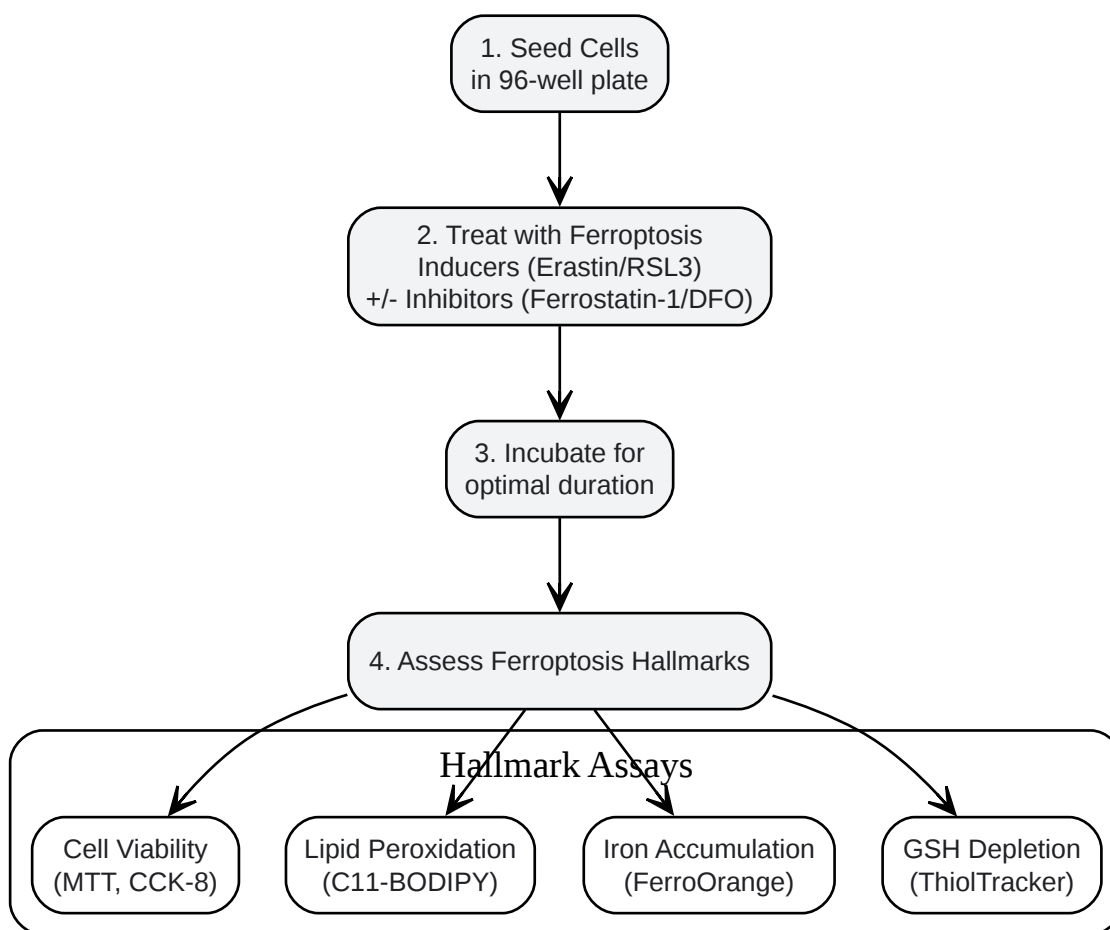 1. Seed Cells
in 96-well plate
2. Treat with Ferroptosis
Inducers (Erastin/RSL3)
+/- Inhibitors (Ferrostatin-1/DFO)
3. Incubate for
optimal duration
4. Assess Ferroptosis Hallmarks
Hallmark Assays
Cell Viability
(MTT, CCK-8)
Lipid Peroxidation
(C11-BODIPY)
Iron Accumulation
(FerroOrange)
GSH Depletion
(ThiolTracker)